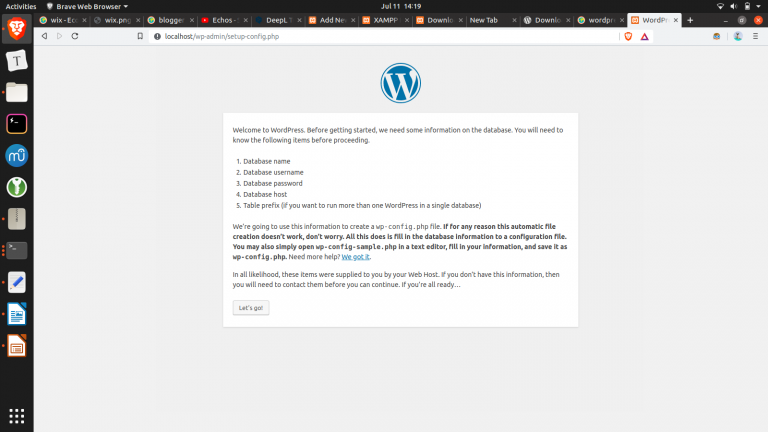 Activities
Brave Web Browser
Jul 11 14:19
wix - Eco
wix.png
blogger
Echos -
DeepL T
Add New
XAMPP
Downlo
New Tab
Downlo
wordpr
WordPr
localhost/wp-admin/setup-config.php
Welcome to WordPress. Before getting started, we need some information on the database. You will need to
know the following items before proceeding.
1. Database name
2. Database username
3. Database password
4. Database host
5. Table prefix (if you want to run more than one WordPress in a single database)
We're going to use this information to create a wp-config.php file. If for any reason this automatic file
creation doesn't work, don't worry. All this does is fill in the database information to a configuration file.
You may also simply open wp-config-sample.php in a text editor, fill in your information, and save it as
wp-config.php. Need more help? We got it.
In all likelihood, these items were supplied to you by your Web Host. If you don't have this information, then
you will need to contact them before you can continue. If you're all ready…
Let's go!